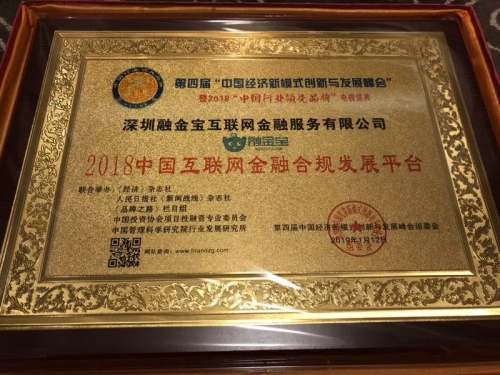 第四届“中国经济新模式创新与发展峰会”
暨2018“中国行业领先品牌”电视盛典
深圳融金宝互联网金融服务有限公司
融金宝
2018中国互联网金融合规发展平台
联合举办:《经济》杂志社
人民日报社《新闻战线》杂志社
《品牌之路》栏目组
中国投资协会项目投融资专业委员会
中国管理科学研究院行业发展研究所
网站查询:www.brandzg.com
第四届中国经济新模式创新与发展峰会组委会
2019年1月12日